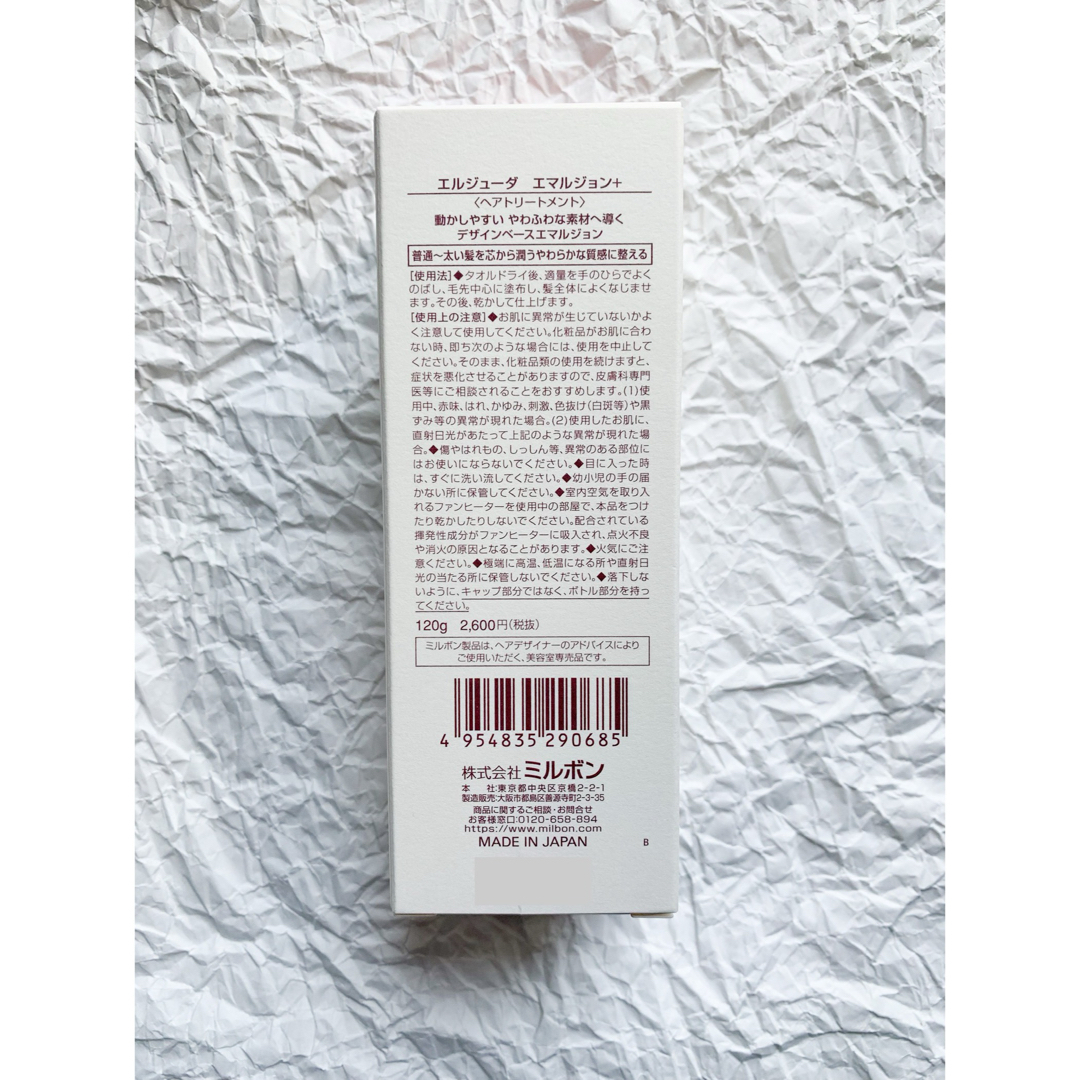 エルジューダ　エマルジョン+
〈ヘアトリートメント〉
動かしやすい やわふわな素材へ導く
デザインベースエマルジョン
普通〜太い髪を芯から潤うやわらかな質感に整える
[使用法]◆タオルドライ後、適量を手のひらでよく
のばし、毛先中心に塗布し、髪全体によくなじませ
ます。その後、乾かして仕上げます。
[使用上の注意]◆お肌に異常が生じていないかよ
く注意して使用してください。化粧品がお肌に合わ
ない時、即ち次のような場合には、使用を中止して
ください。そのまま、化粧品類の使用を続けますと、
症状を悪化させることがありますので、皮膚科専門
医等にご相談されることをおすすめします。(1)使
用中、赤味、はれ、かゆみ、刺激、色抜け(白斑等)や黒
ずみ等の異常が現れた場合。(2)使用したお肌に、
直射日光があたって上記のような異常が現れた場
合。◆傷やはれもの、しっしん等、異常のある部位に
はお使いにならないでください。◆目に入った時
は、すぐに洗い流してください。◆幼小児の手の届
かない所に保管してください。◆室内空気を取り入
れるファンヒーターを使用中の部屋で、本品をつけ
たり乾かしたりしないでください。配合されている
揮発性成分がファンヒーターに吸入され、点火不良
や消火の原因となることがあります。◆火気にご注
意ください。◆極端に高温、低温になる所や直射日
光の当たる所に保管しないでください。◆落下しな
いように、キャップ部分ではなく、ボトル部分を持っ
てください。
120g 2,600円(税抜)
ミルボン製品は、ヘアデザイナーのアドバイスにより
ご使用いただく、美容室専売品です。
4 954835 290685
株式会社 ミルボン
本　社:東京都中央区京橋2-2-1
製造販売:大阪市都島区善源寺町2-3-35
商品に関するご相談・お問合せ
お客様窓口:0120-658-894
https://www.milbon.com
MADE IN JAPAN
B